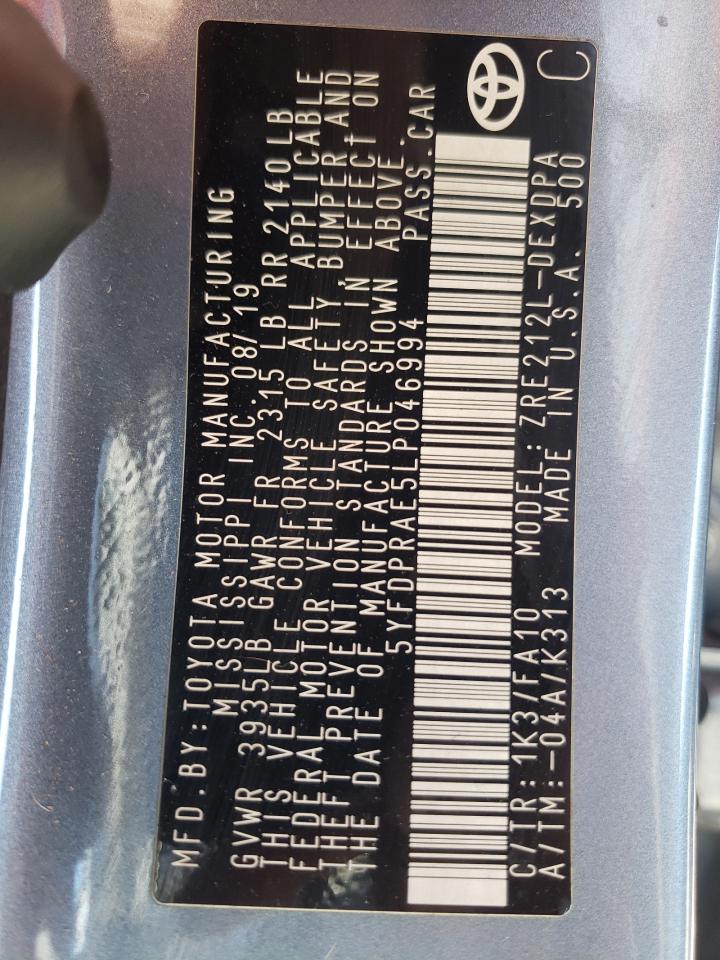 MFD.BY:TOYOTA MOTOR MANUFACTURING
MISSISSIPPI INC. 08/19
GVWR 3935LB GAWR FR 2315 LB RR 2140LB
THIS VEHICLE CONFORMS TO ALL APPLICABLE
FEDERAL MOTOR VEHICLE SAFETY, BUMPER AND
THEFT PREVENTION STANDARDS IN EFFECT ON
THE DATE OF MANUFACTURE SHOWN ABOVE.
5YFDPRAE5LP046994 PASS.CAR
C/TR: 1K3/FA10 MODEL: ZRE212L-DEXDPA
A/TM:-04A/K313 MADE IN U.S.A. 500
C